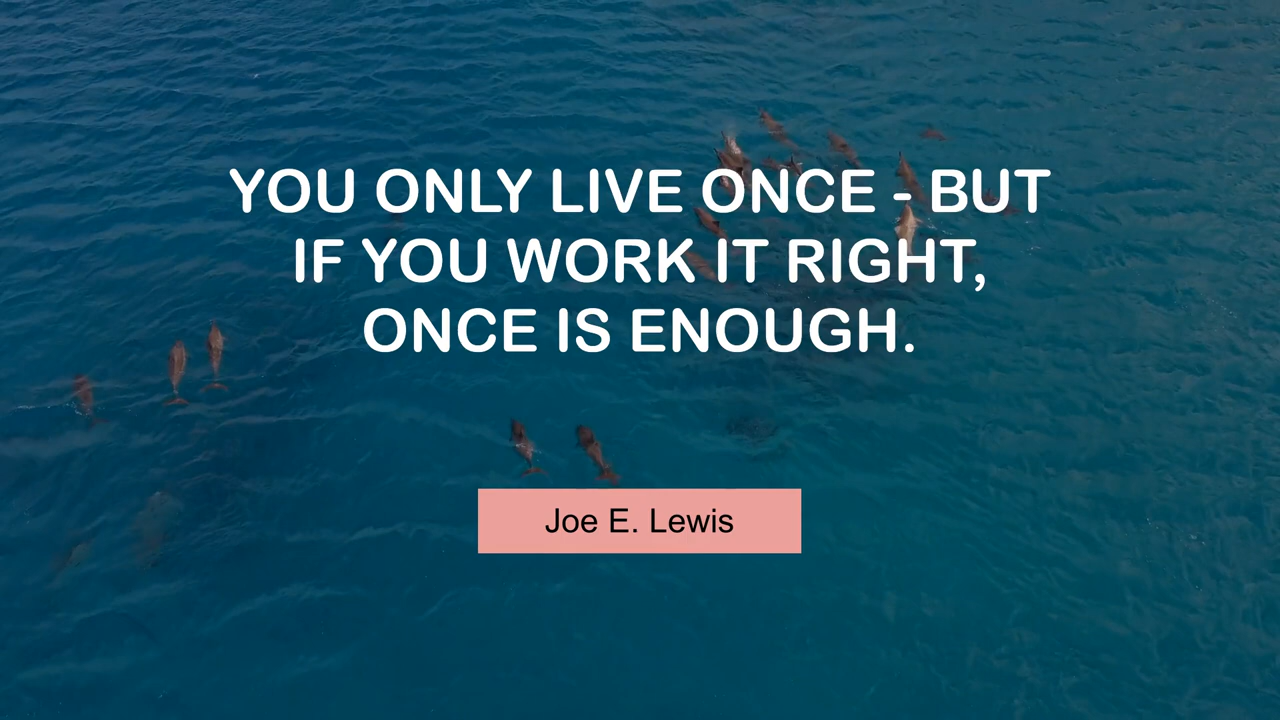 YOU ONLY LIVE ONCE - BUT
IF YOU WORK IT RIGHT,
ONCE IS ENOUGH.
Joe E. Lewis